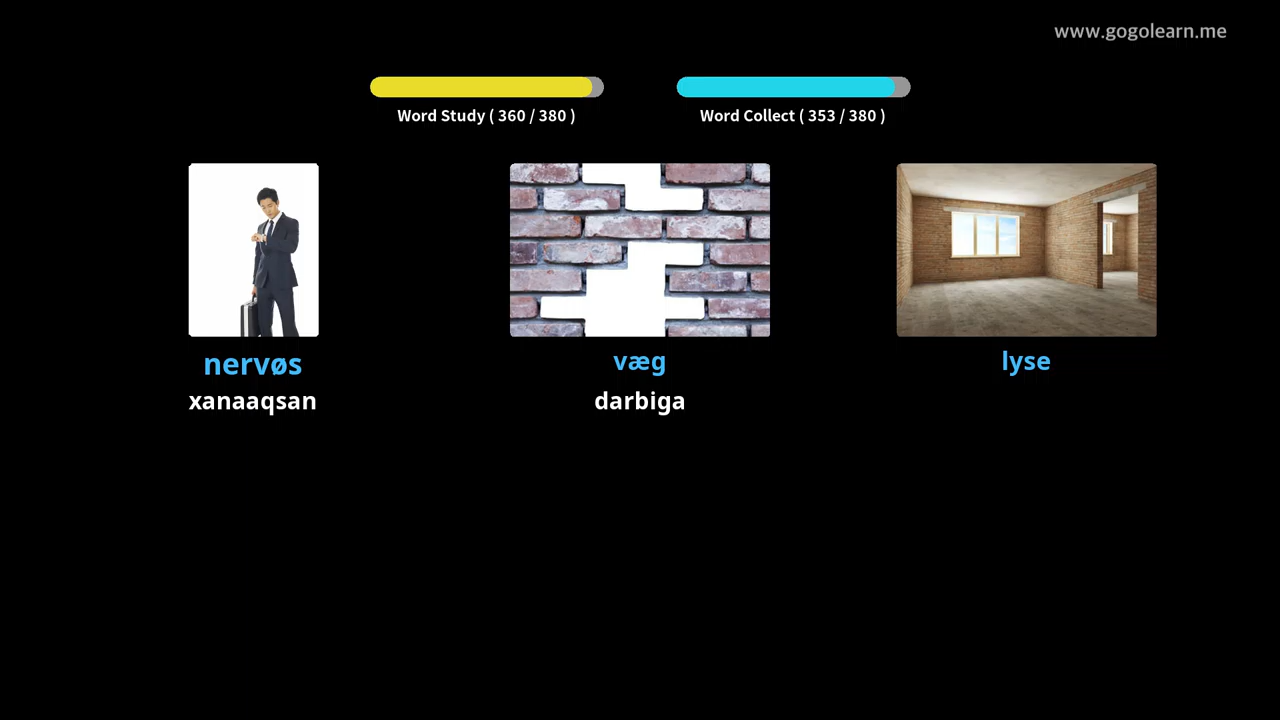 www.gogolearn.me
Word Study ( 360 / 380 )
Word Collect ( 353 / 380 )
nervøs
væg
lyse
xanaaqsan
darbiga